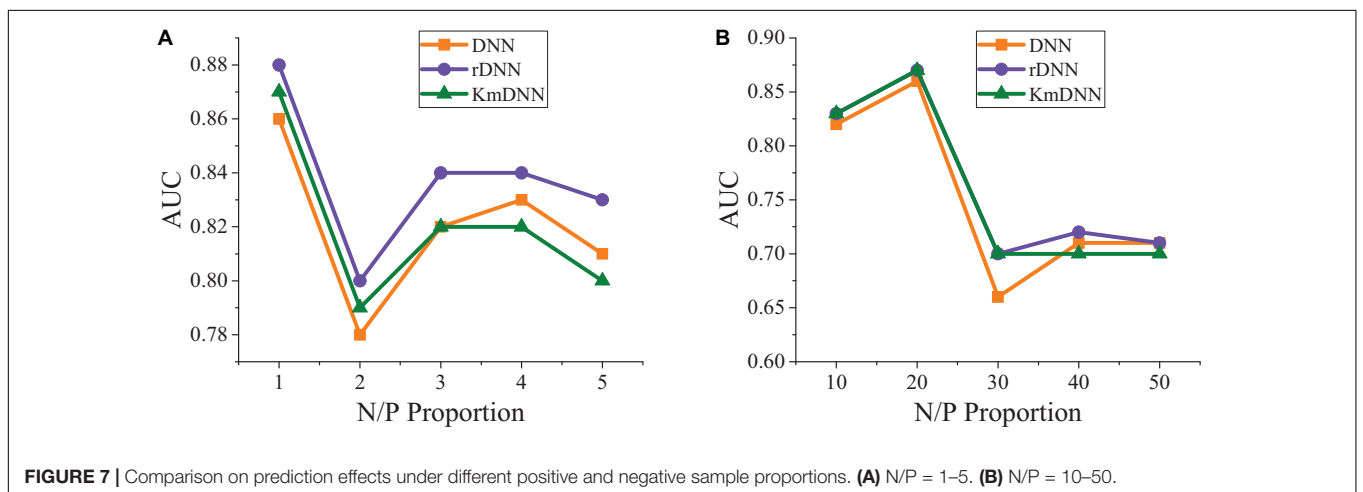 A
DNN
rDNN
KmDNN
0.88
0.86
0.84
0.82
0.80
0.78
AUC
1 2 3 4 5
N/P Proportion
B
DNN
rDNN
KmDNN
0.90
0.85
0.80
0.75
0.70
0.65
0.60
AUC
10 20 30 40 50
N/P Proportion
FIGURE 7 | Comparison on prediction effects under different positive and negative sample proportions. (A) N/P = 1–5. (B) N/P = 10–50.